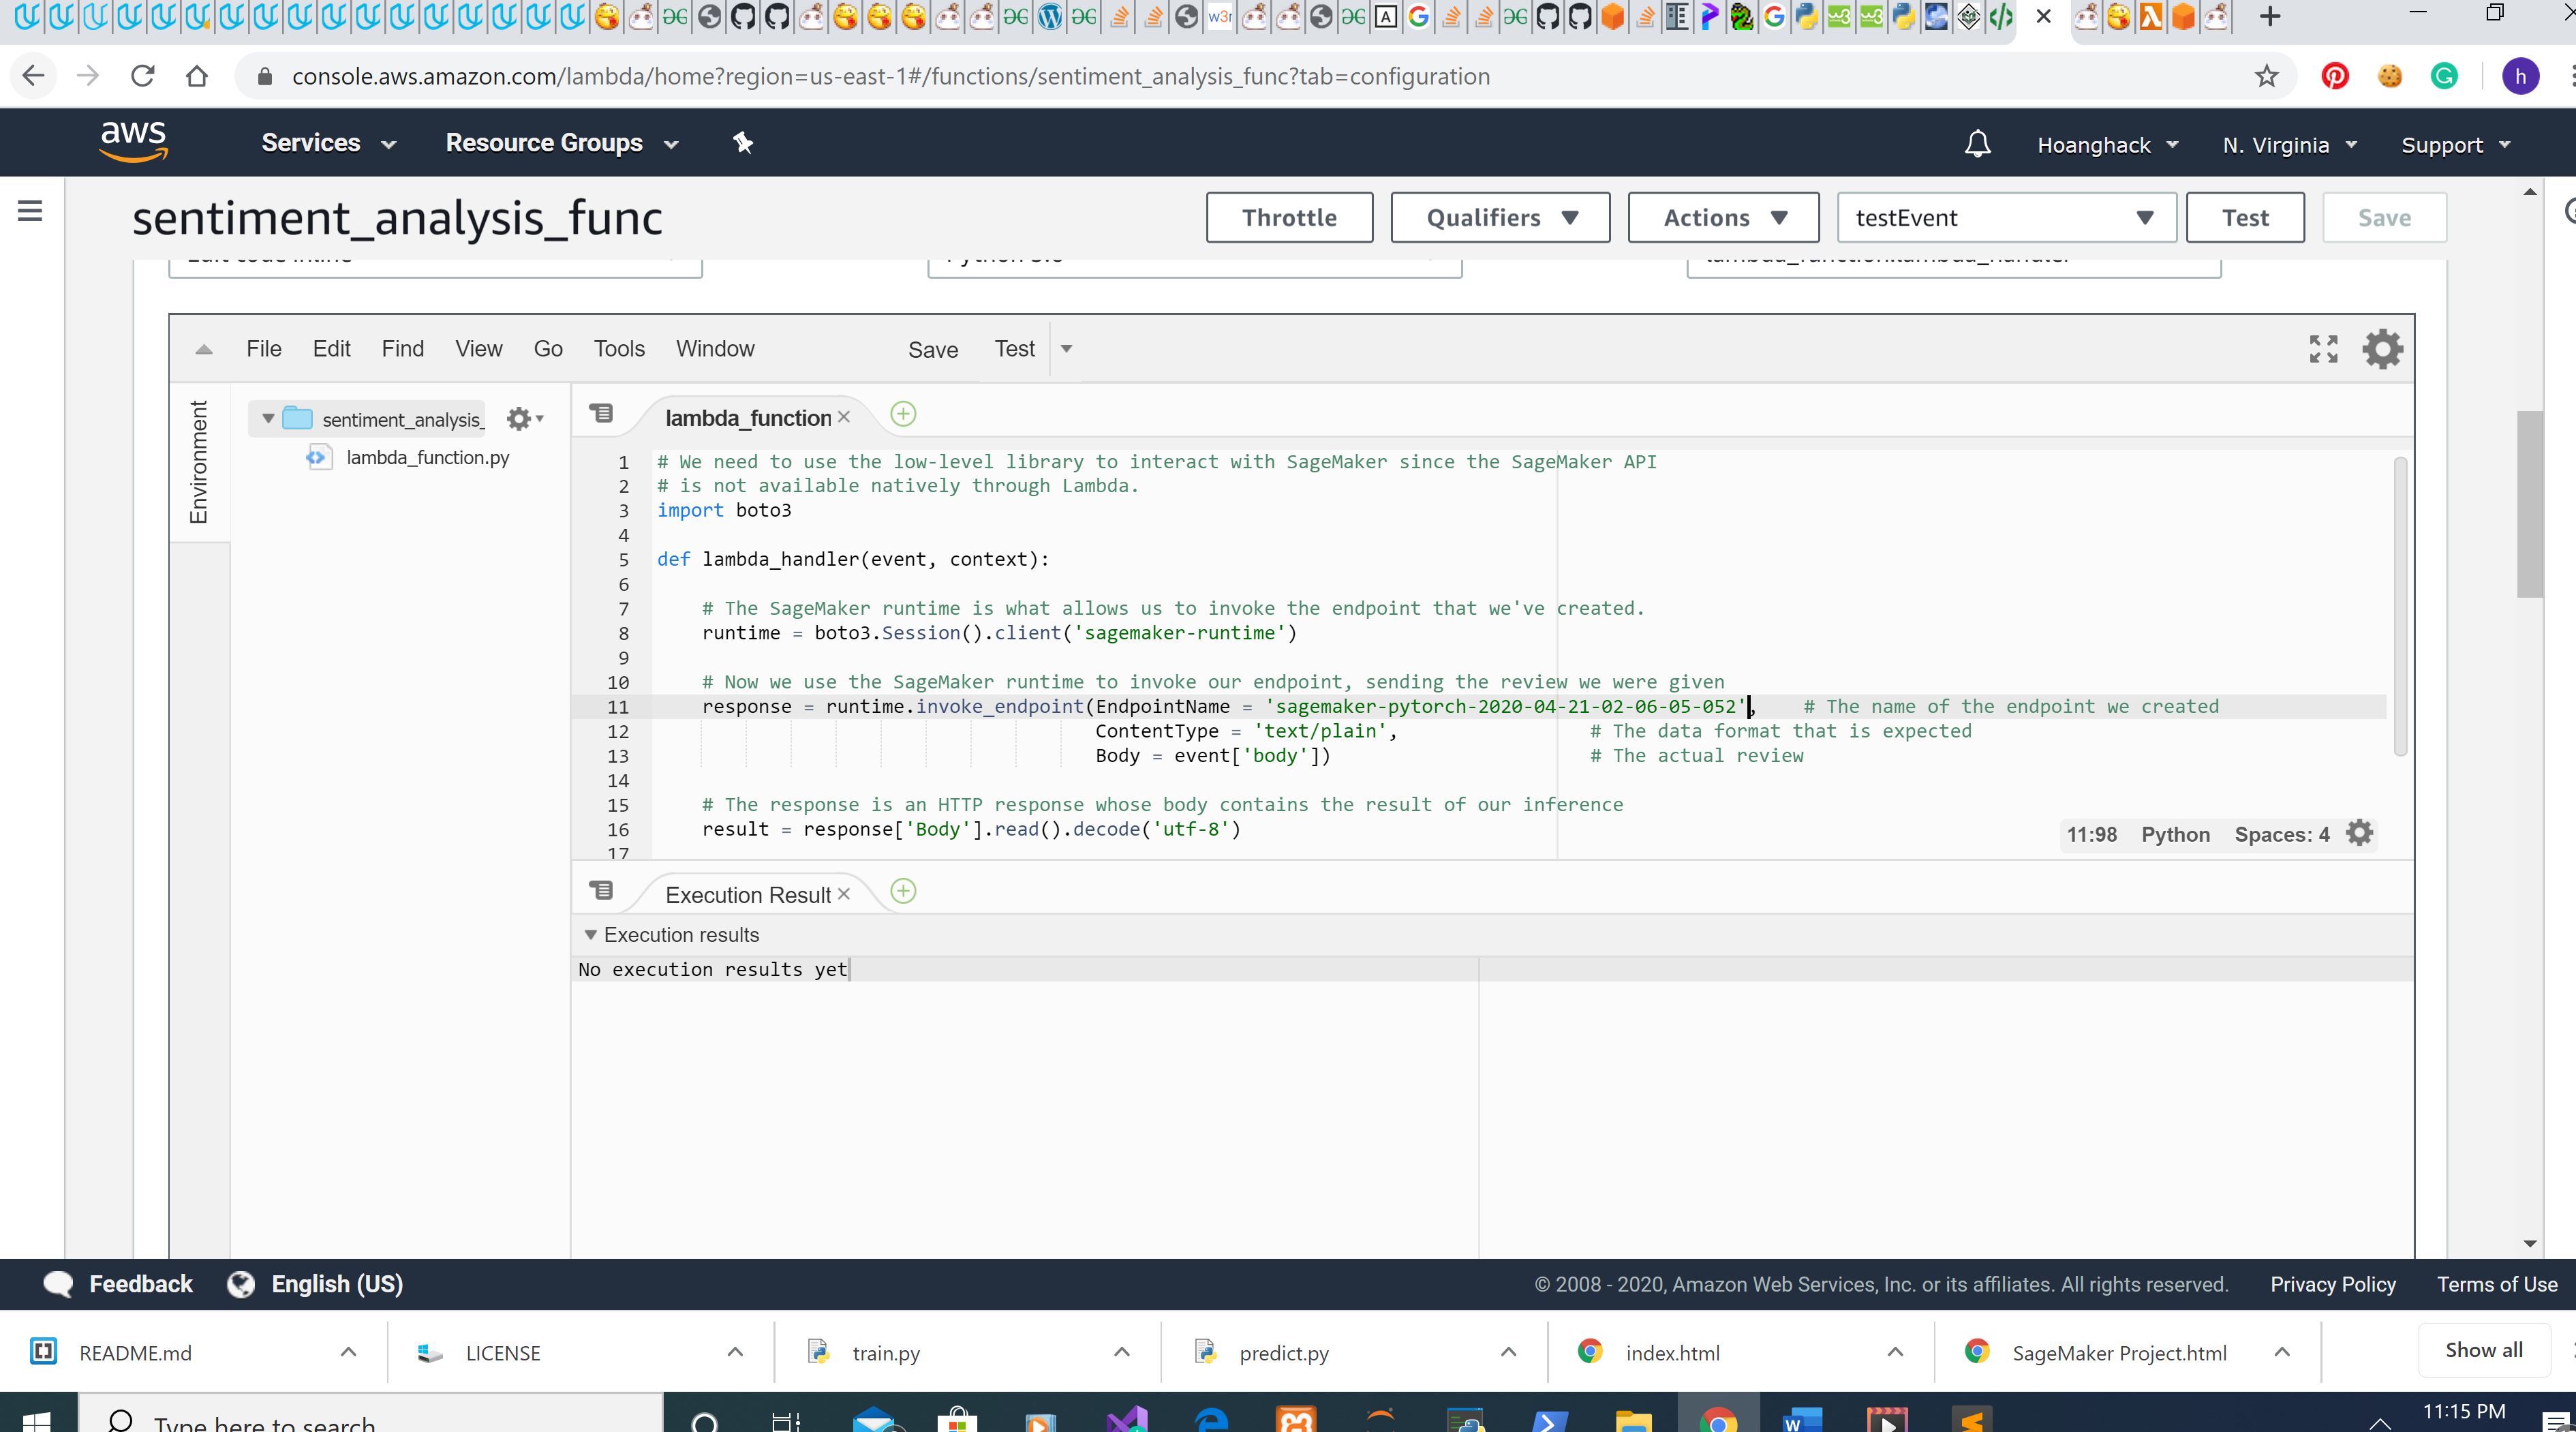 console.aws.amazon.com/lambda/home?region=us-east-1#/functions/sentiment_analysis_func?tab=configuration
h
aws Services Resource Groups Hoanghack N. Virginia Support
sentiment_analysis_func Throttle Qualifiers Actions testEvent Test Save
Edit code inline lambda_function.lambda_handler
File Edit Find View Go Tools Window Save Test
Environment
sentiment_analysis_
lambda_function.py
lambda_function
1 # We need to use the low-level library to interact with SageMaker since the SageMaker API
2 # is not available natively through Lambda.
3 import boto3
4
5 def lambda_handler(event, context):
6
7 # The SageMaker runtime is what allows us to invoke the endpoint that we've created.
8 runtime = boto3.Session().client('sagemaker-runtime')
9
10 # Now we use the SageMaker runtime to invoke our endpoint, sending the review we were given
11 response = runtime.invoke_endpoint(EndpointName = 'sagemaker-pytorch-2020-04-21-02-06-05-052', # The name of the endpoint we created
12 ContentType = 'text/plain', # The data format that is expected
13 Body = event['body']) # The actual review
14
15 # The response is an HTTP response whose body contains the result of our inference
16 result = response['Body'].read().decode('utf-8')
17
11:98 Python Spaces: 4
Execution Result
Execution results
No execution results yet
Feedback English (US) © 2008 - 2020, Amazon Web Services, Inc. or its affiliates. All rights reserved. Privacy Policy Terms of Use
README.md LICENSE train.py predict.py index.html SageMaker Project.html Show all
Type here to search
11:15 PM